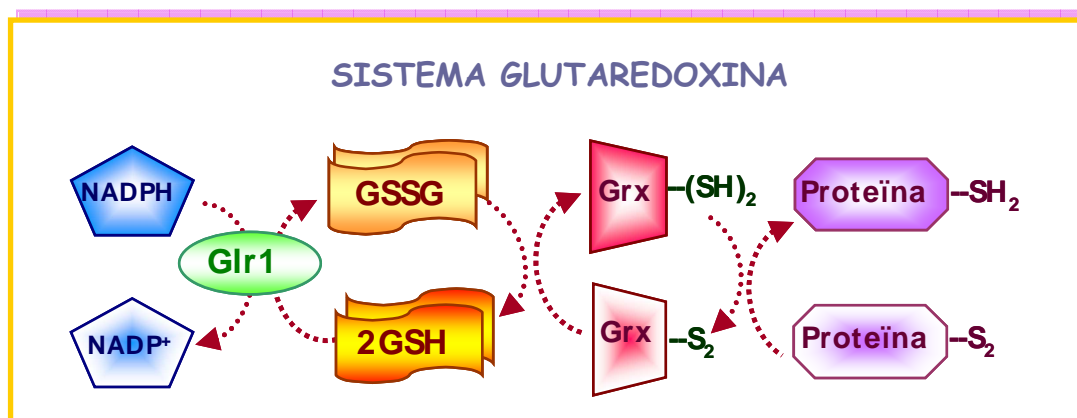 SISTEMA GLUTAREDOXINA
NADPH
GSSG
Grx
--(SH)₂
Proteïna
--SH₂
Glr1
NADP⁺
2GSH
Grx
--S₂
Proteïna
--S₂